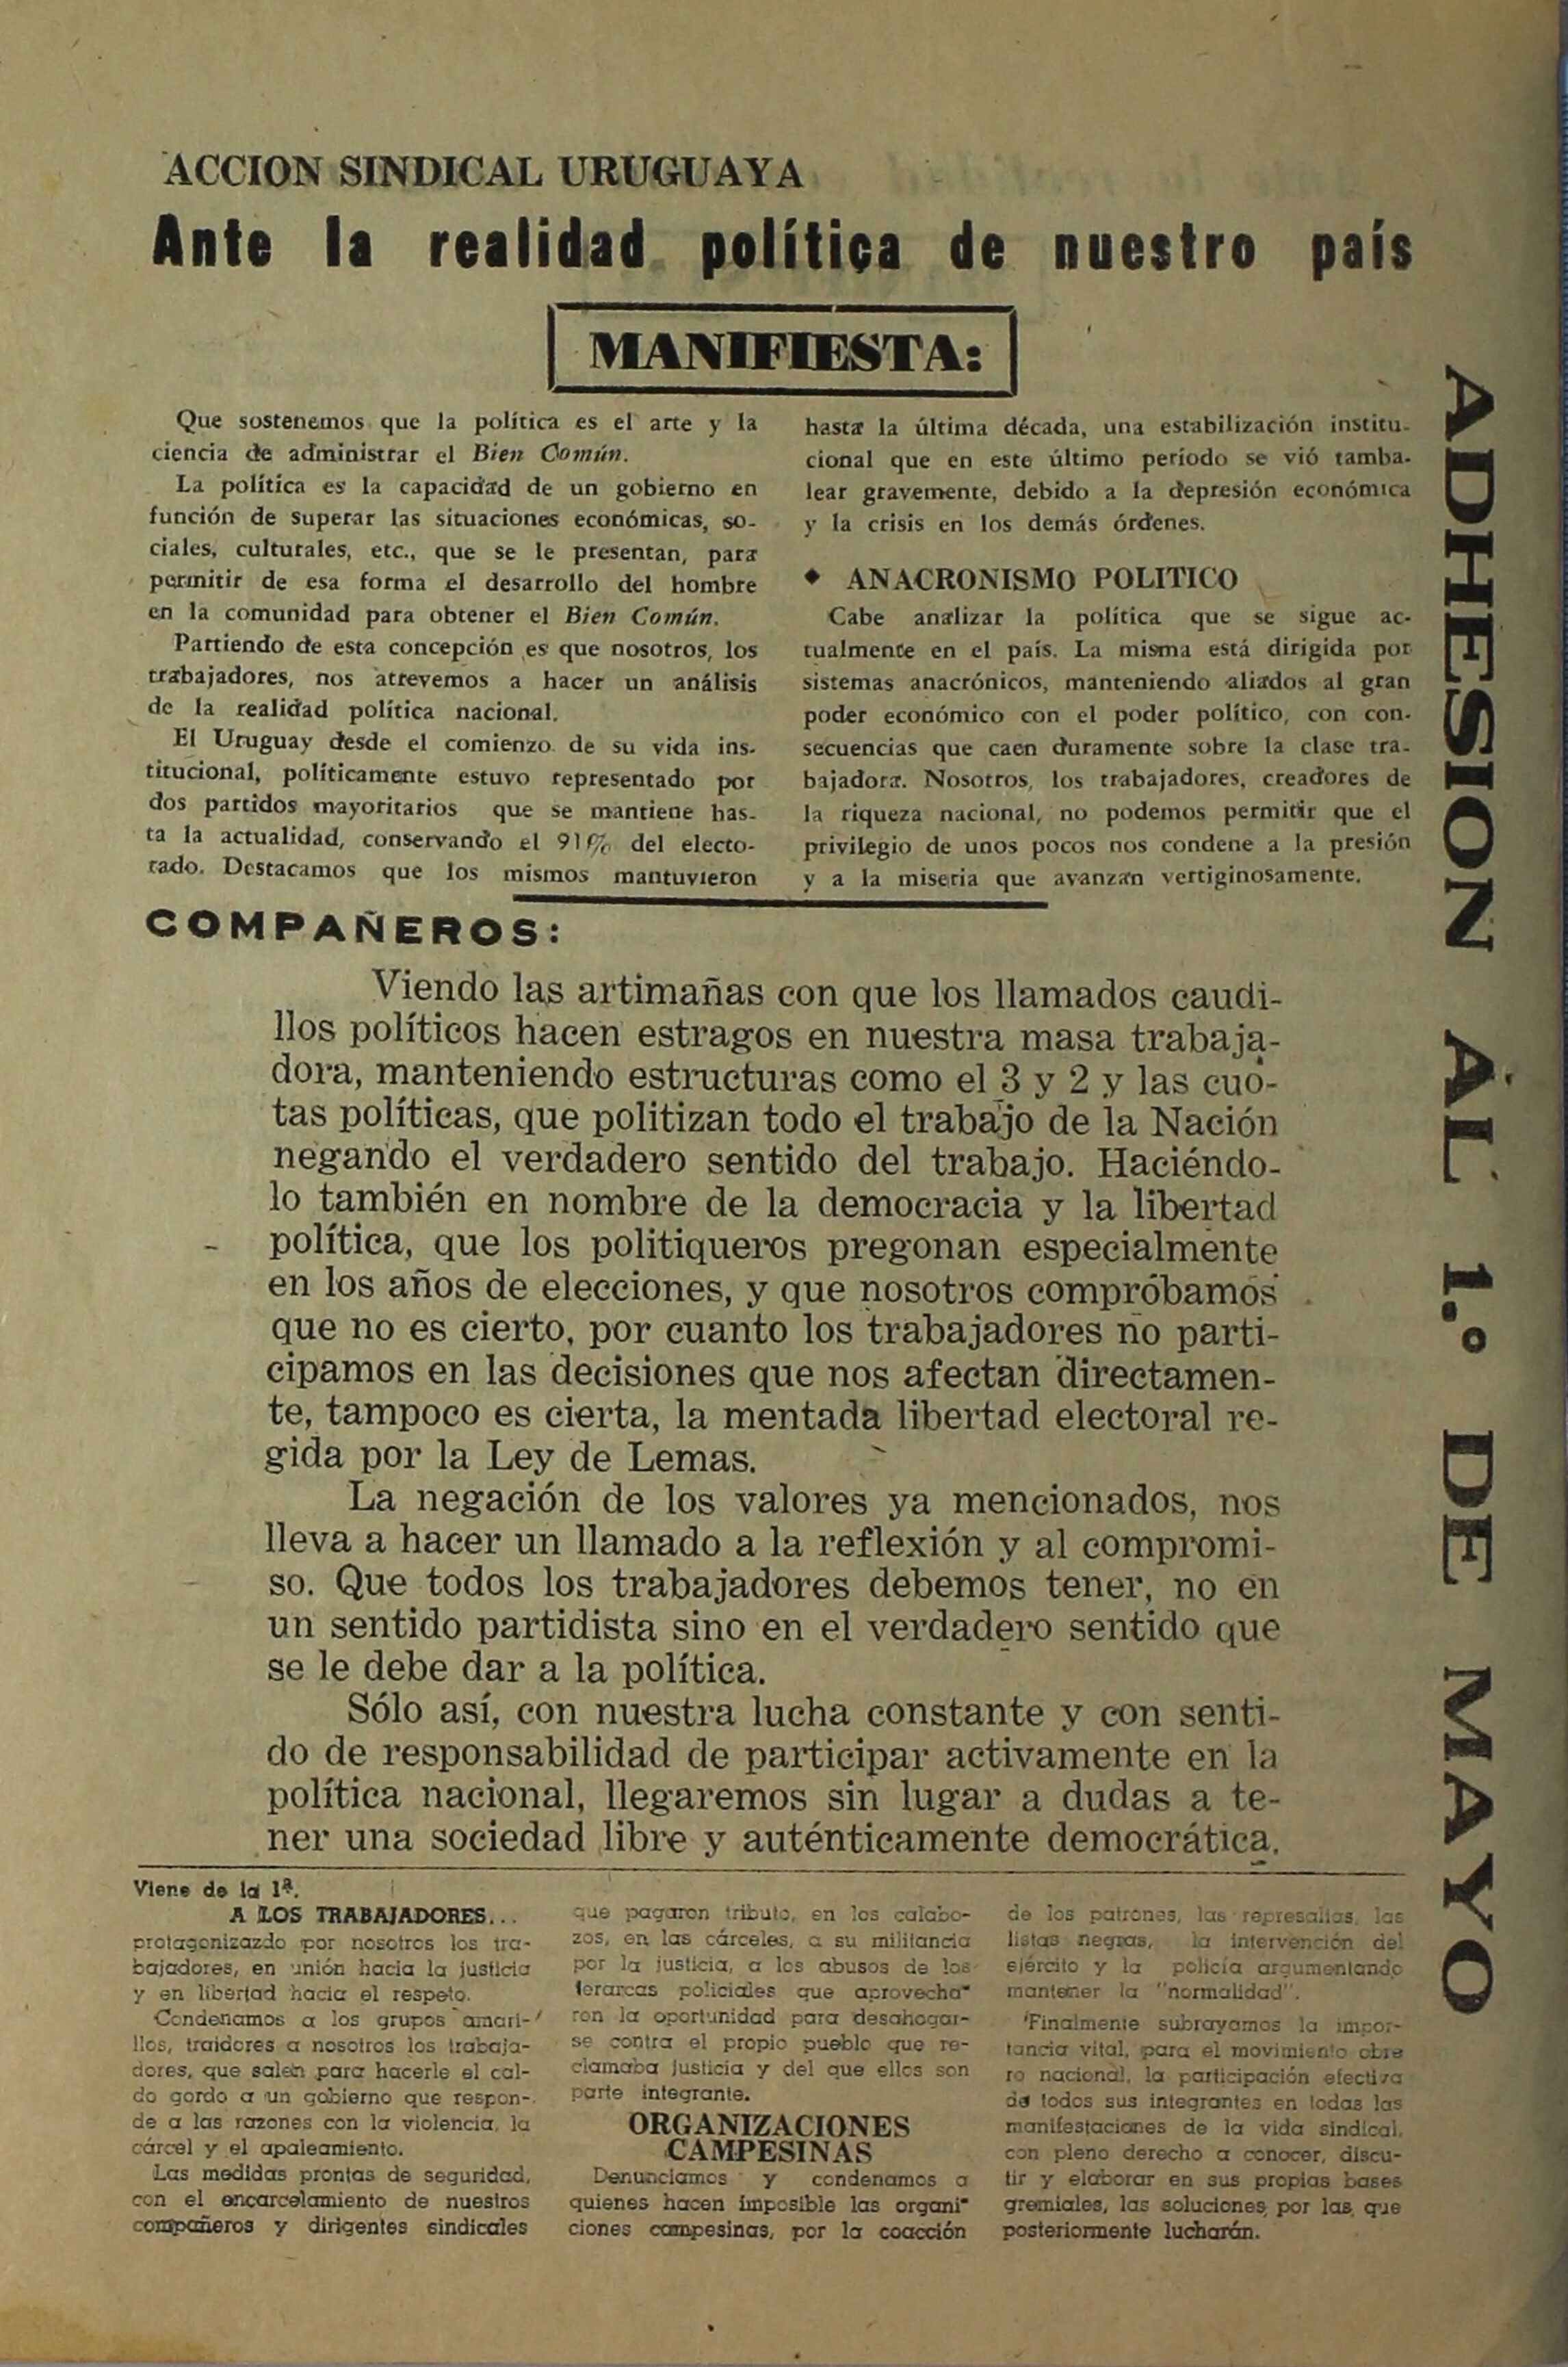 ACCION SINDICAL URUGUAYA
Ante la realidad política de nuestro país
MANIFIESTA:
Que sostenemos que la política es el arte y la
ciencia de administrar el Bien Común.
La política es la capacidad de un gobierno en
función de superar las situaciones económicas, so-
ciales, culturales, etc., que se le presentan, para
permitir de esa forma el desarrollo del hombre
en la comunidad para obtener el Bien Común.
Partiendo de esta concepción es que nosotros, los
trabajadores, nos atrevemos a hacer un análisis
de la realidad política nacional.
El Uruguay desde el comienzo de su vida ins-
titucional, políticamente estuvo representado por
dos partidos mayoritarios que se mantiene has-
ta la actualidad, conservando el 91% del electo-
rado. Destacamos que los mismos mantuvieron
hasta la última década, una estabilización institu-
cional que en este último período se vió tamba-
lear gravemente, debido a la depresión económica
y la crisis en los demás órdenes.
♦ ANACRONISMO POLITICO
Cabe analizar la política que se sigue ac-
tualmente en el país. La misma está dirigida por
sistemas anacrónicos, manteniendo aliados al gran
poder económico con el poder político, con con-
secuencias que caen duramente sobre la clase tra-
bajadora. Nosotros, los trabajadores, creadores de
la riqueza nacional, no podemos permitir que el
privilegio de unos pocos nos condene a la presión
y a la miseria que avanzan vertiginosamente.
COMPAÑEROS:
Viendo las artimañas con que los llamados caudi-
llos políticos hacen estragos en nuestra masa trabaja-
dora, manteniendo estructuras como el 3 y 2 y las cuo-
tas políticas, que politizan todo el trabajo de la Nación
negando el verdadero sentido del trabajo. Haciéndo-
lo también en nombre de la democracia y la libertad
política, que los politiqueros pregonan especialmente
en los años de elecciones, y que nosotros compróbamos
que no es cierto, por cuanto los trabajadores no parti-
cipamos en las decisiones que nos afectan directamen-
te, tampoco es cierta, la mentada libertad electoral re-
gida por la Ley de Lemas.
La negación de los valores ya mencionados, nos
lleva a hacer un llamado a la reflexión y al compromi-
so. Que todos los trabajadores debemos tener, no en
un sentido partidista sino en el verdadero sentido que
se le debe dar a la política.
Sólo así, con nuestra lucha constante y con senti-
do de responsabilidad de participar activamente en la
política nacional, llegaremos sin lugar a dudas a te-
ner una sociedad libre y auténticamente democrática.
Viene de la 1ª.
A LOS TRABAJADORES...
protagonizazdo por nosotros los tra-
bajadores, en unión hacia la justicia
y en libertad hacia el respeto.
Condenamos a los grupos amari-
llos, traidores a nosotros los trabaja-
dores, que salen para hacerle el cal-
do gordo a un gobierno que respon-
de a las razones con la violencia, la
cárcel y el apaleamiento.
Las medidas prontas de seguridad,
con el encarcelamiento de nuestros
compañeros y dirigentes sindicales
que pagaron tributo, en los calabo-
zos, en las cárceles, a su militancia
por la justicia, a los abusos de los
jerarcas policiales que aprovecha-
ron la oportunidad para desahogar-
se contra el propio pueblo que re-
clamaba justicia y del que ellos son
parte integrante.
ORGANIZACIONES
CAMPESINAS
Denunciamos y condenamos a
quienes hacen imposible las organi-
ciones campesinas, por la coacción
de los patrones, las represalias, las
listas negras, la intervención del
ejército y la policía argumentando
mantener la "normalidad".
Finalmente subrayamos la impor-
tancia vital, para el movimiento obre
ro nacional, la participación efectiva
de todos sus integrantes en todas las
manifestaciones de la vida sindical,
con pleno derecho a conocer, discu-
tir y elaborar en sus propias bases
gremiales, las soluciones por las que
posteriormente lucharán.
ADHESION AL 1.º DE MAYO